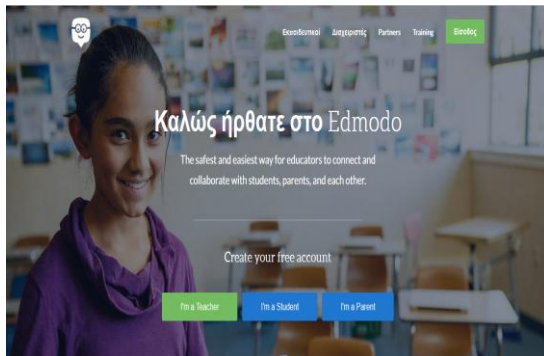 Εκπαιδευτικοί Διαχειριστής Partners Training Είσοδος
Καλώς ήρθατε στο Edmodo
The safest and easiest way for educators to connect and
collaborate with students, parents, and each other.
Create your free account
I'm a Teacher I'm a Student I'm a Parent